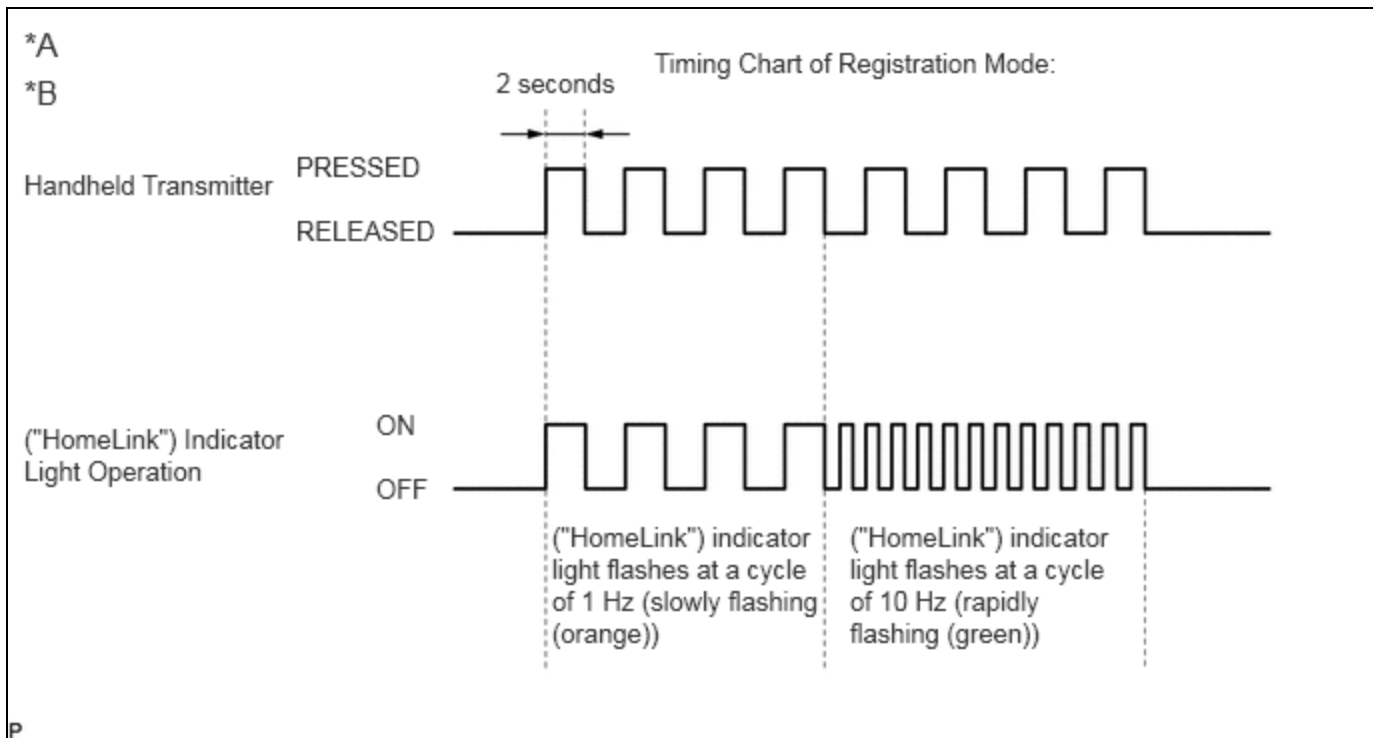 *A
*B
Timing Chart of Registration Mode:
2 seconds
Handheld Transmitter
PRESSED
RELEASED
("HomeLink") Indicator
Light Operation
ON
OFF
("HomeLink") indicator
light flashes at a cycle
of 1 Hz (slowly flashing
(orange))
("HomeLink") indicator
light flashes at a cycle
of 10 Hz (rapidly
flashing (green))
P